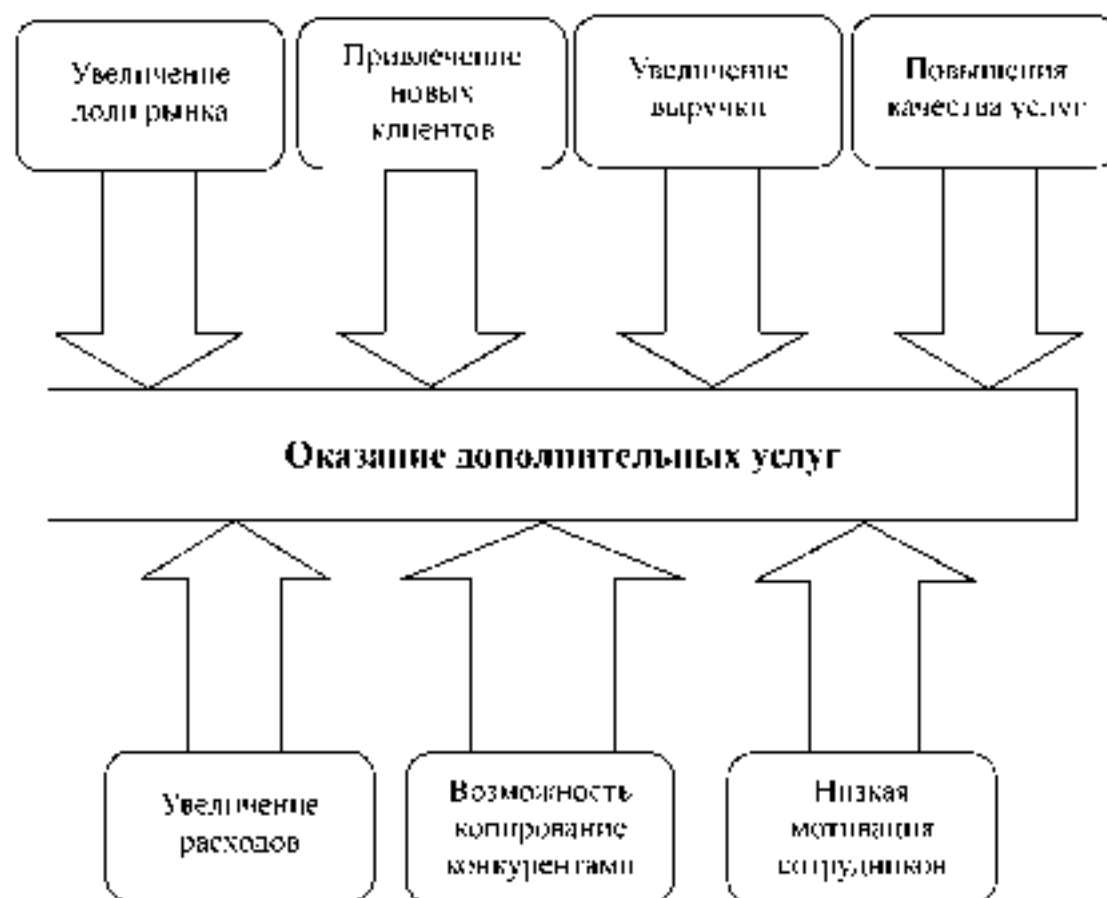 Увеличение
доли рынка
Привлечение
новых
клиентов
Увеличение
выручки
Повышения
качества услуг
Оказание дополнительных услуг
Увеличение
расходов
Возможность
копирование
конкурентами
Низкая
мотивация
сотрудников